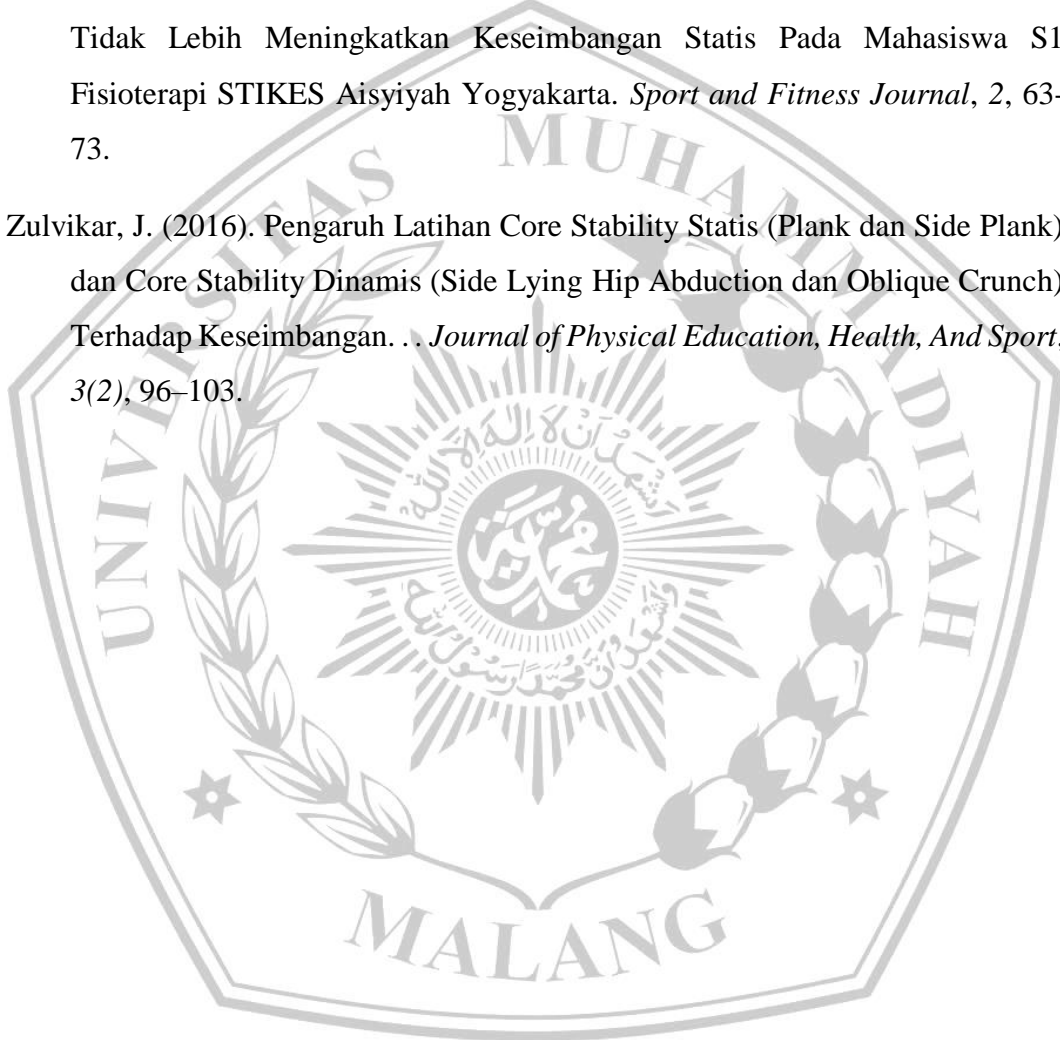 Tidak Lebih Meningkatkan Keseimbangan Statis Pada Mahasiswa S1
Fisioterapi STIKES Aisyiyah Yogyakarta. Sport and Fitness Journal, 2, 63-
73.
Zulvikar, J. (2016). Pengaruh Latihan Core Stability Statis (Plank dan Side Plank)
dan Core Stability Dinamis (Side Lying Hip Abduction dan Oblique Crunch)
Terhadap Keseimbangan. . . Journal of Physical Education, Health, And Sport,
3(2), 96–103.
UNIVERSITAS MUHAMMADIYAH
MALANG